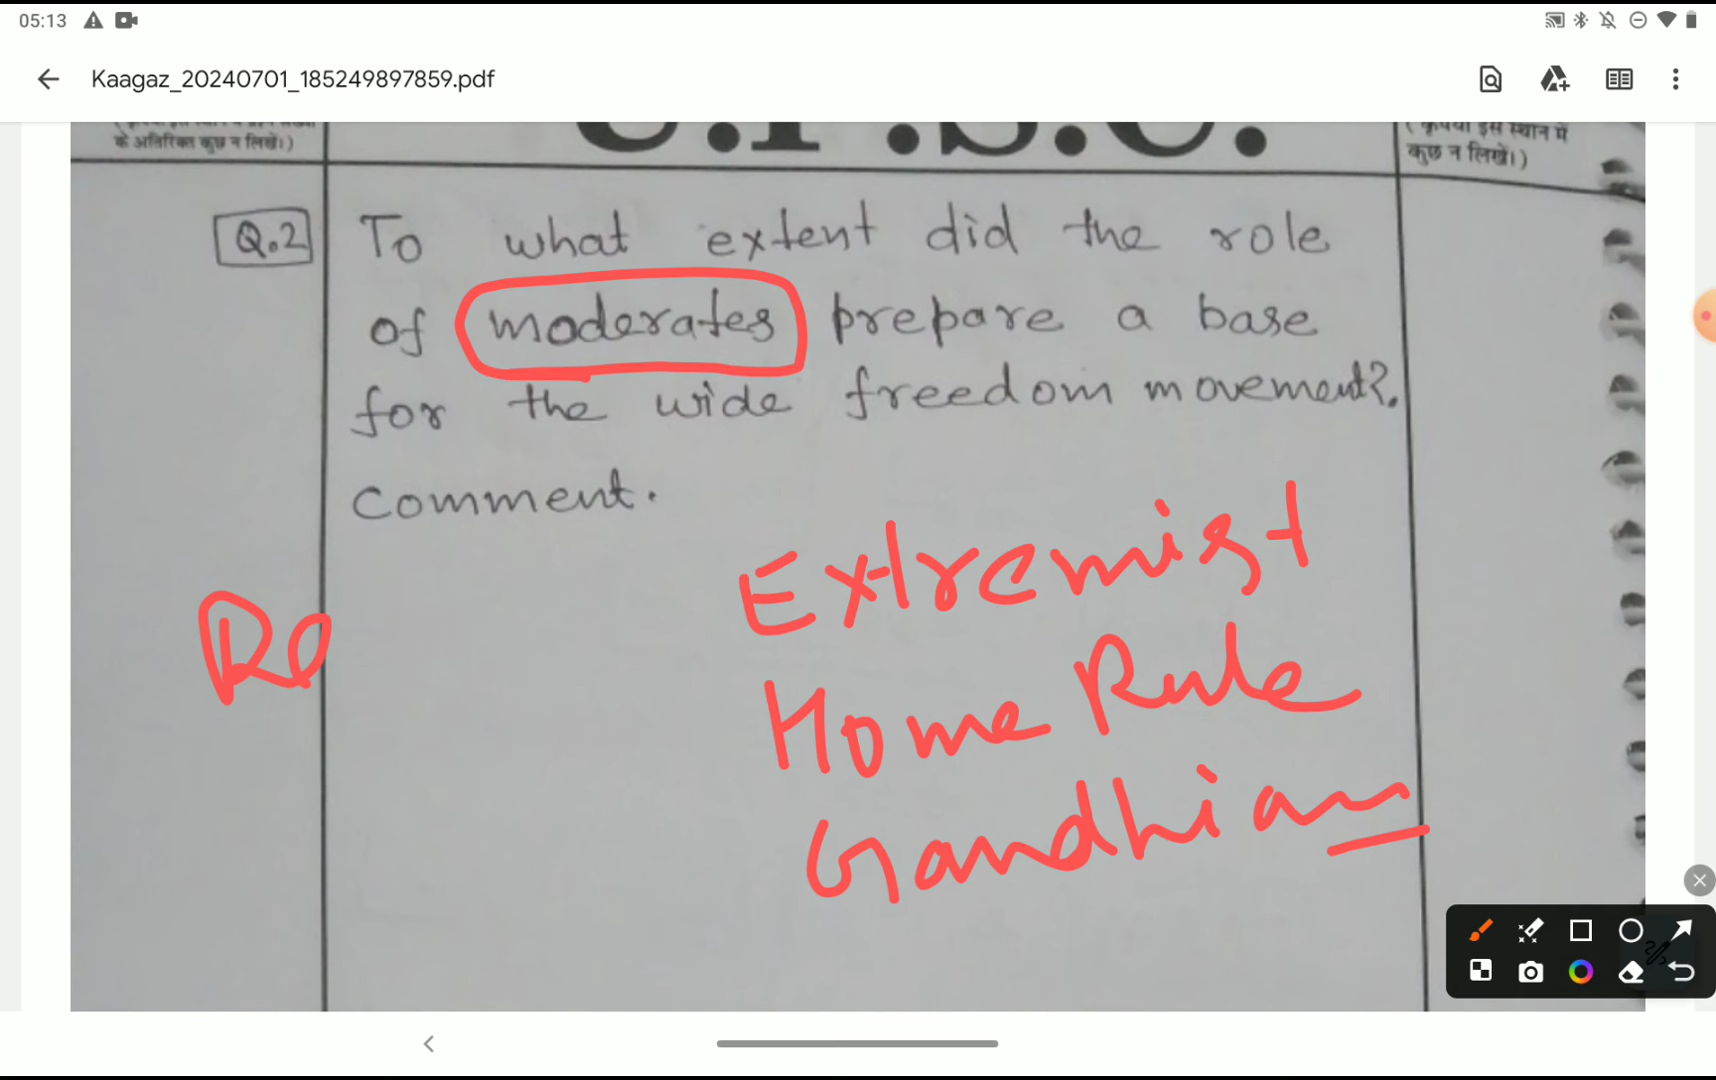 05:13
Kaagaz_20240701_185249897859.pdf
के अतिरिक्त कुछ न लिखें।)
U.P.S.C.
(कृपया इस स्थान में
कुछ न लिखें।)
Q.2 To what extent did the role
of moderates prepare a base
for the wide freedom movement?.
Comment.
Extremist
Re
Home Rule
Gandhian